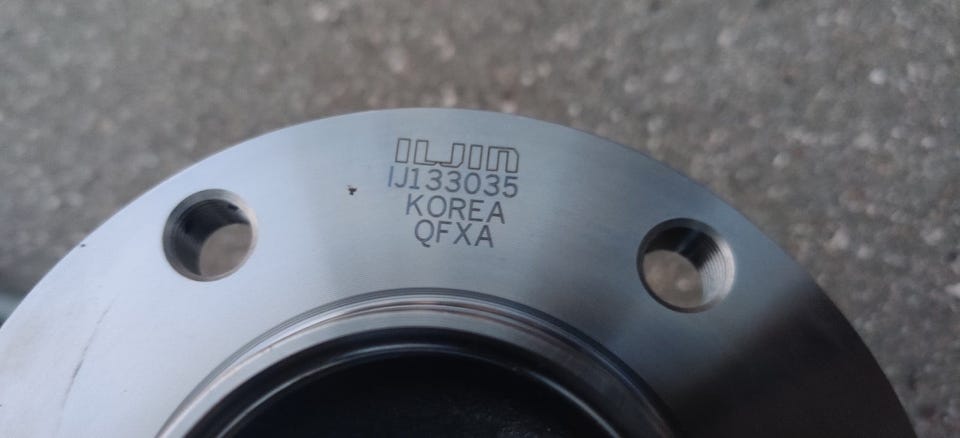 ILJIN
IJ133035
KOREA
QFXA